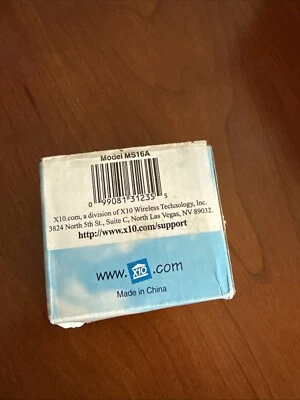 Model MS16A
0 99081 31235 5
X10.com, a division of X10 Wireless Technology, Inc.
3824 North 5th St., Suite C, North Las Vegas, NV 89032.
http://www.x10.com/support
www.X10.com
Made in China